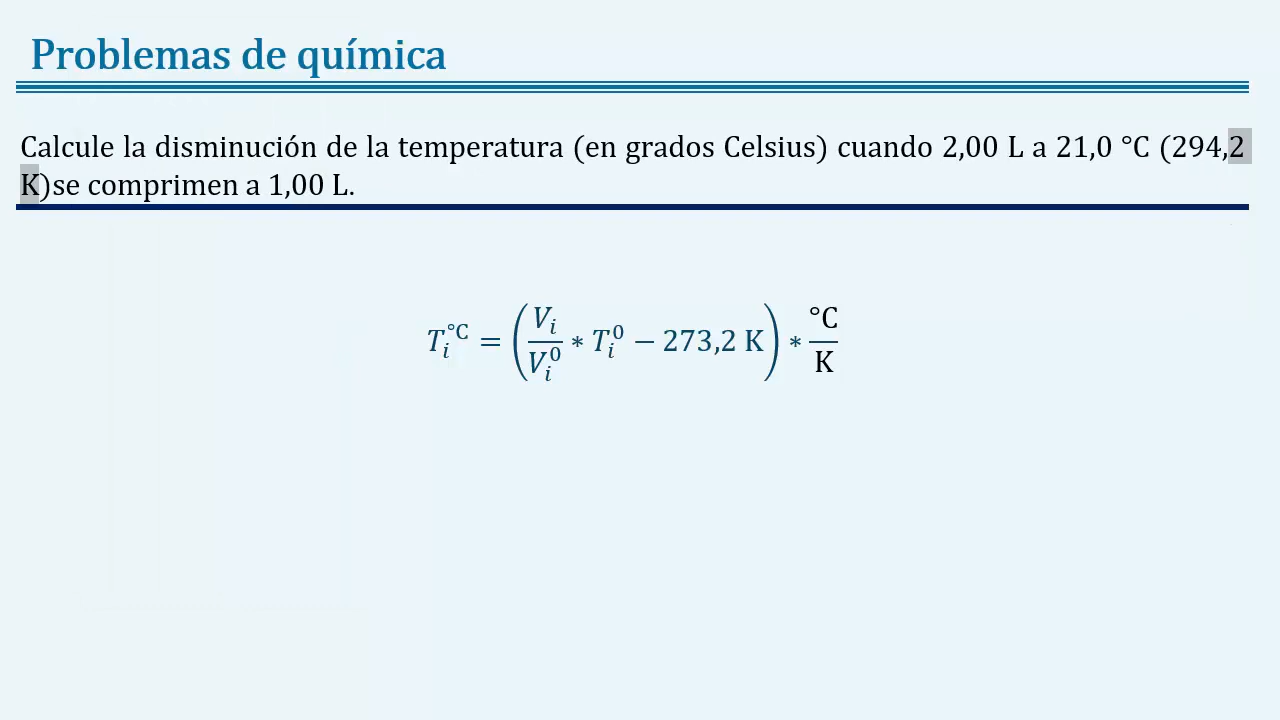 Problemas de química
Calcule la disminución de la temperatura (en grados Celsius) cuando 2,00 L a 21,0 °C (294,2
K)se comprimen a 1,00 L.
T_i^{°C} = (V_i / V_i^0 * T_i^0 − 273,2 K) * °C / K